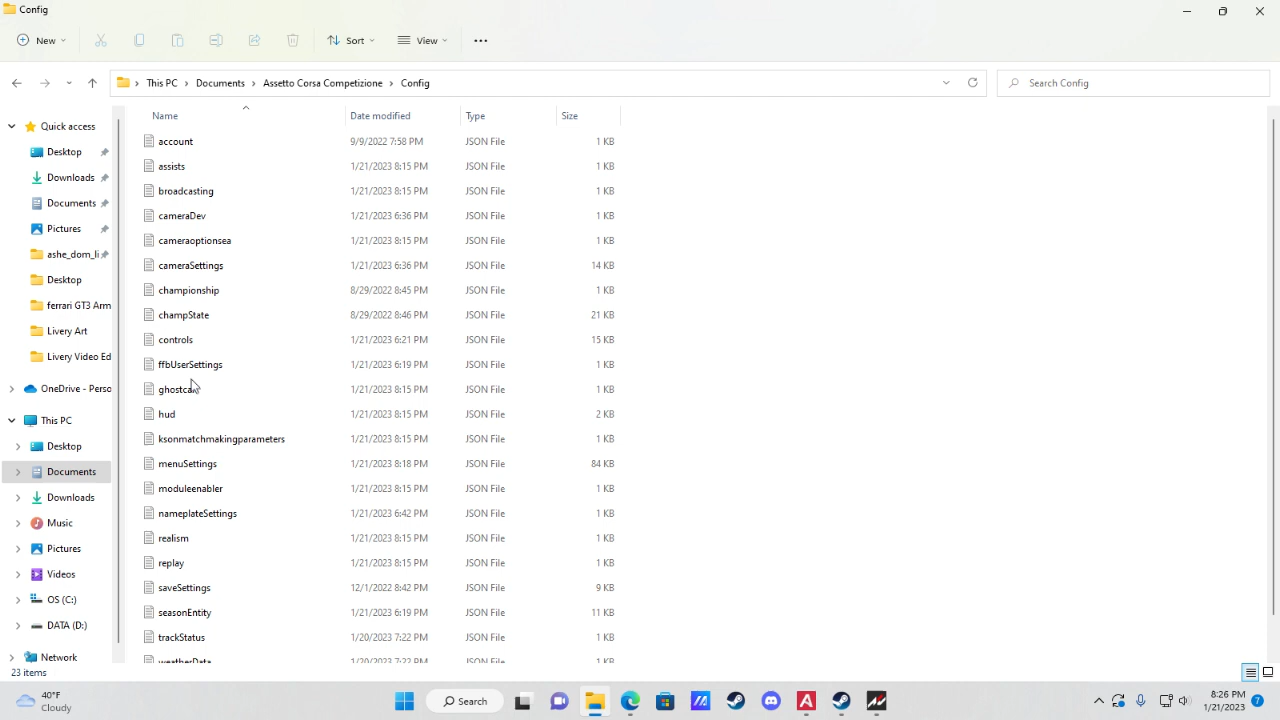 Config
New
Sort
View
This PC > Documents > Assetto Corsa Competizione > Config
Search Config
Name Date modified Type Size
account 9/9/2022 7:58 PM JSON File 1 KB
assists 1/21/2023 8:15 PM JSON File 1 KB
broadcasting 1/21/2023 8:15 PM JSON File 1 KB
cameraDev 1/21/2023 6:36 PM JSON File 1 KB
cameraoptionsea 1/21/2023 8:15 PM JSON File 1 KB
cameraSettings 1/21/2023 6:36 PM JSON File 14 KB
championship 8/29/2022 8:45 PM JSON File 1 KB
champState 8/29/2022 8:46 PM JSON File 21 KB
controls 1/21/2023 6:21 PM JSON File 15 KB
ffbUserSettings 1/21/2023 6:19 PM JSON File 1 KB
1/21/2023 8:15 PM JSON File 1 KB
hud 1/21/2023 8:15 PM JSON File 2 KB
ksonmatchmakingparameters 1/21/2023 8:15 PM JSON File 1 KB
menuSettings 1/21/2023 8:18 PM JSON File 84 KB
moduleenabler 1/21/2023 8:15 PM JSON File 1 KB
nameplateSettings 1/21/2023 6:42 PM JSON File 1 KB
realism 1/21/2023 8:15 PM JSON File 1 KB
replay 1/21/2023 8:15 PM JSON File 1 KB
saveSettings 12/1/2022 8:42 PM JSON File 9 KB
seasonEntity 1/21/2023 6:19 PM JSON File 11 KB
trackStatus 1/20/2023 7:22 PM JSON File 1 KB
weatherData 1/20/2023 7:22 PM JSON File 1 KB
Quick access
Desktop
Downloads
Documents
Pictures
ashe_dom_li
Desktop
ferrari GT3 Arm
Livery Art
Livery Video Ed
OneDrive - Perso
This PC
Desktop
Documents
Downloads
Music
Pictures
Videos
OS (C:)
DATA (D:)
Network
23 items
40°F
Cloudy
Search
8:26 PM
1/21/2023
7